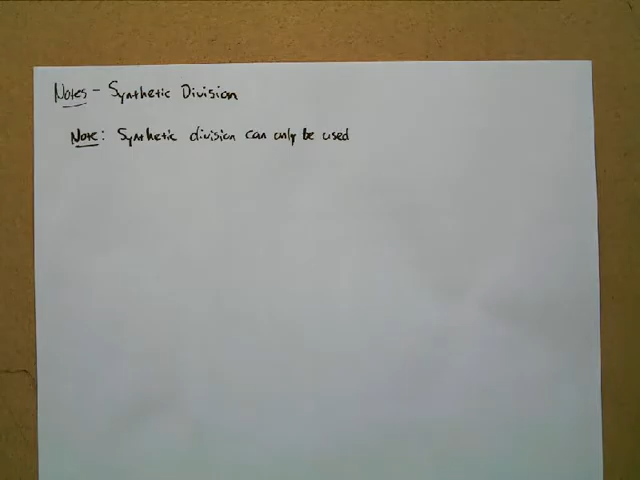 Notes - Synthetic Division
Note: Synthetic division can only be used